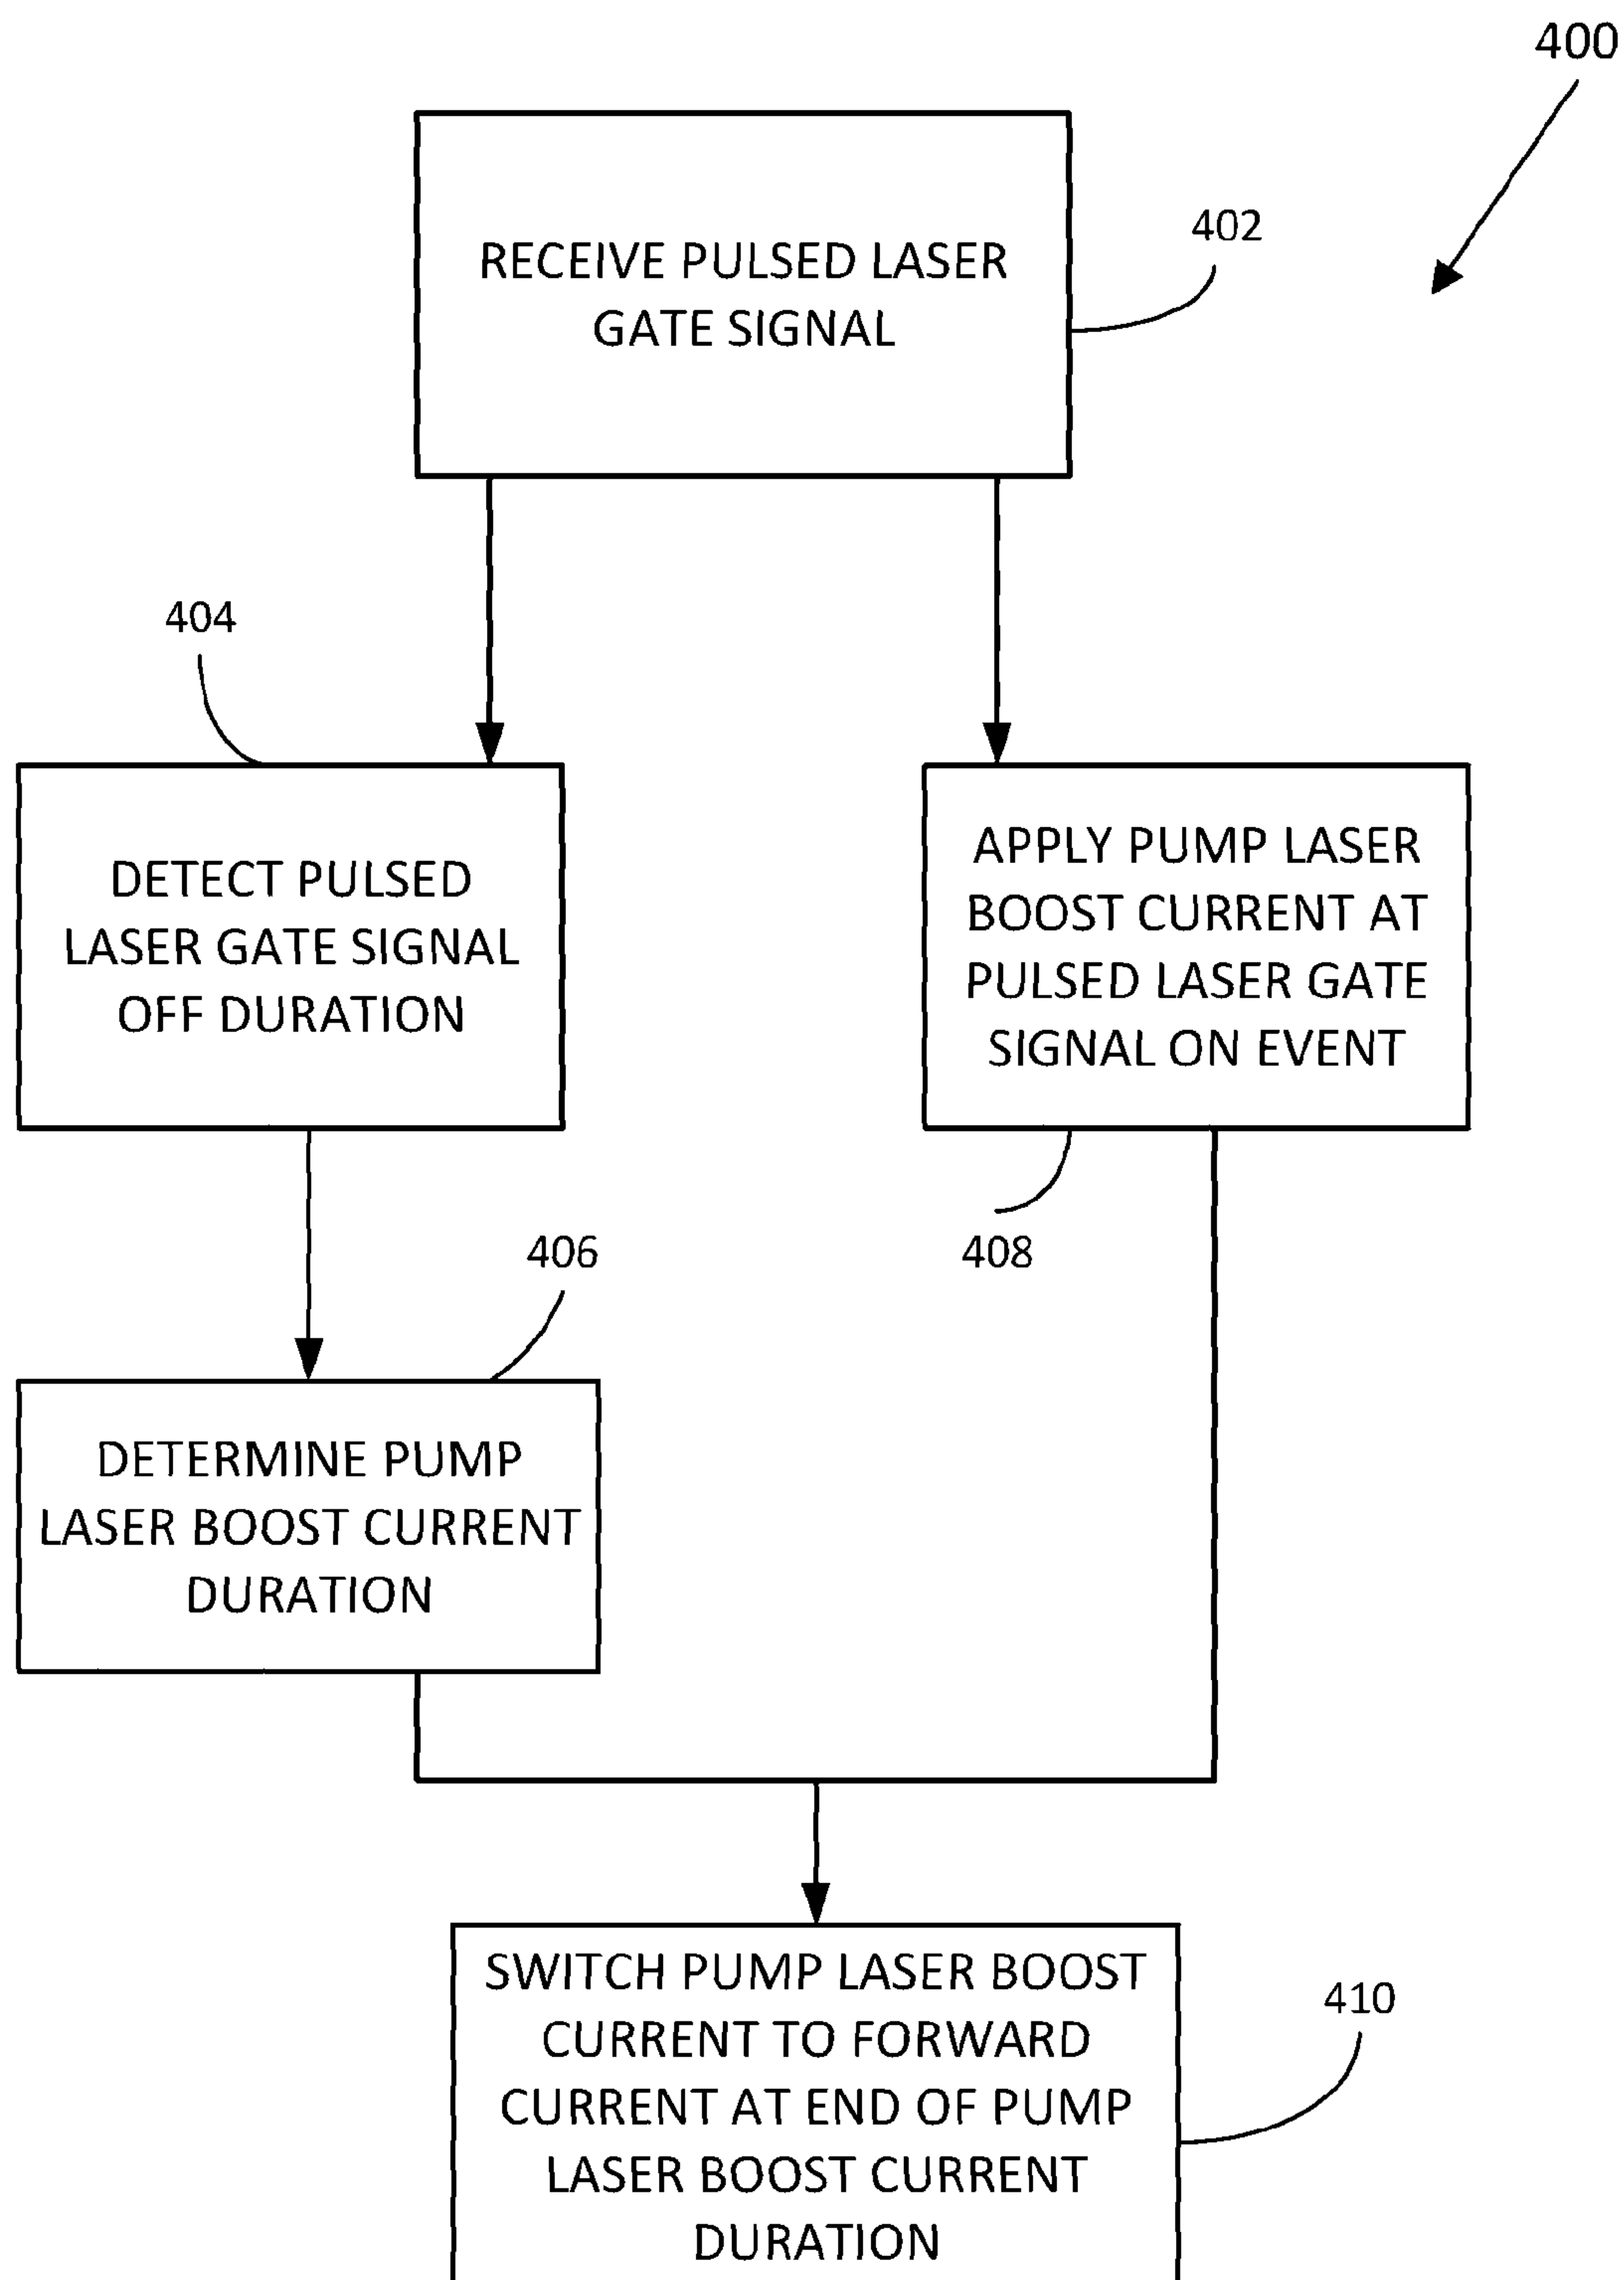 400
RECEIVE PULSED LASER
GATE SIGNAL
402
404
DETECT PULSED
LASER GATE SIGNAL
OFF DURATION
APPLY PUMP LASER
BOOST CURRENT AT
PULSED LASER GATE
SIGNAL ON EVENT
406
408
DETERMINE PUMP
LASER BOOST CURRENT
DURATION
SWITCH PUMP LASER BOOST
CURRENT TO FORWARD
CURRENT AT END OF PUMP
LASER BOOST CURRENT
DURATION
410